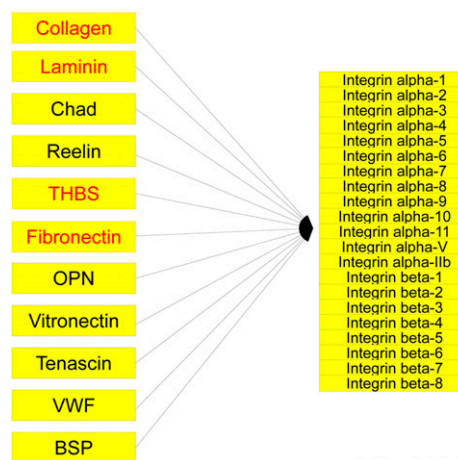 Collagen
Laminin
Chad
Reelin
THBS
Fibronectin
OPN
Vitronectin
Tenascin
VWF
BSP
Integrin alpha-1
Integrin alpha-2
Integrin alpha-3
Integrin alpha-4
Integrin alpha-5
Integrin alpha-6
Integrin alpha-7
Integrin alpha-8
Integrin alpha-9
Integrin alpha-10
Integrin alpha-11
Integrin alpha-V
Integrin alpha-IIb
Integrin beta-1
Integrin beta-2
Integrin beta-3
Integrin beta-4
Integrin beta-5
Integrin beta-6
Integrin beta-7
Integrin beta-8